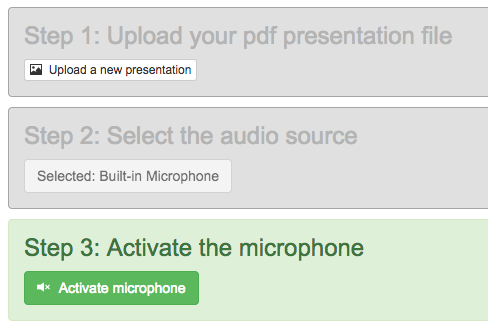 Step 1: Upload your pdf presentation file
Upload a new presentation
Step 2: Select the audio source
Selected: Built-in Microphone
Step 3: Activate the microphone
Activate microphone